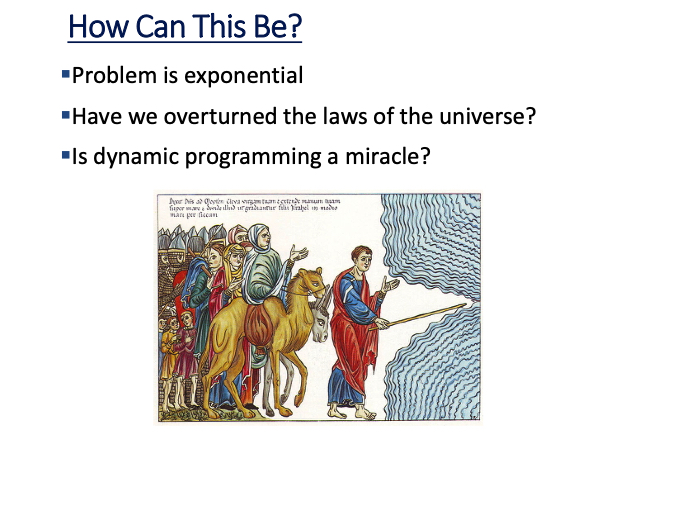 How Can This Be?
▪Problem is exponential
▪Have we overturned the laws of the universe?
▪Is dynamic programming a miracle?
Dixit Dns ad Moysen Eleva virgam tuam & extende manum tuam
super mare & divide illud ut gradiantur filii Israhel in medio
mari per siccum